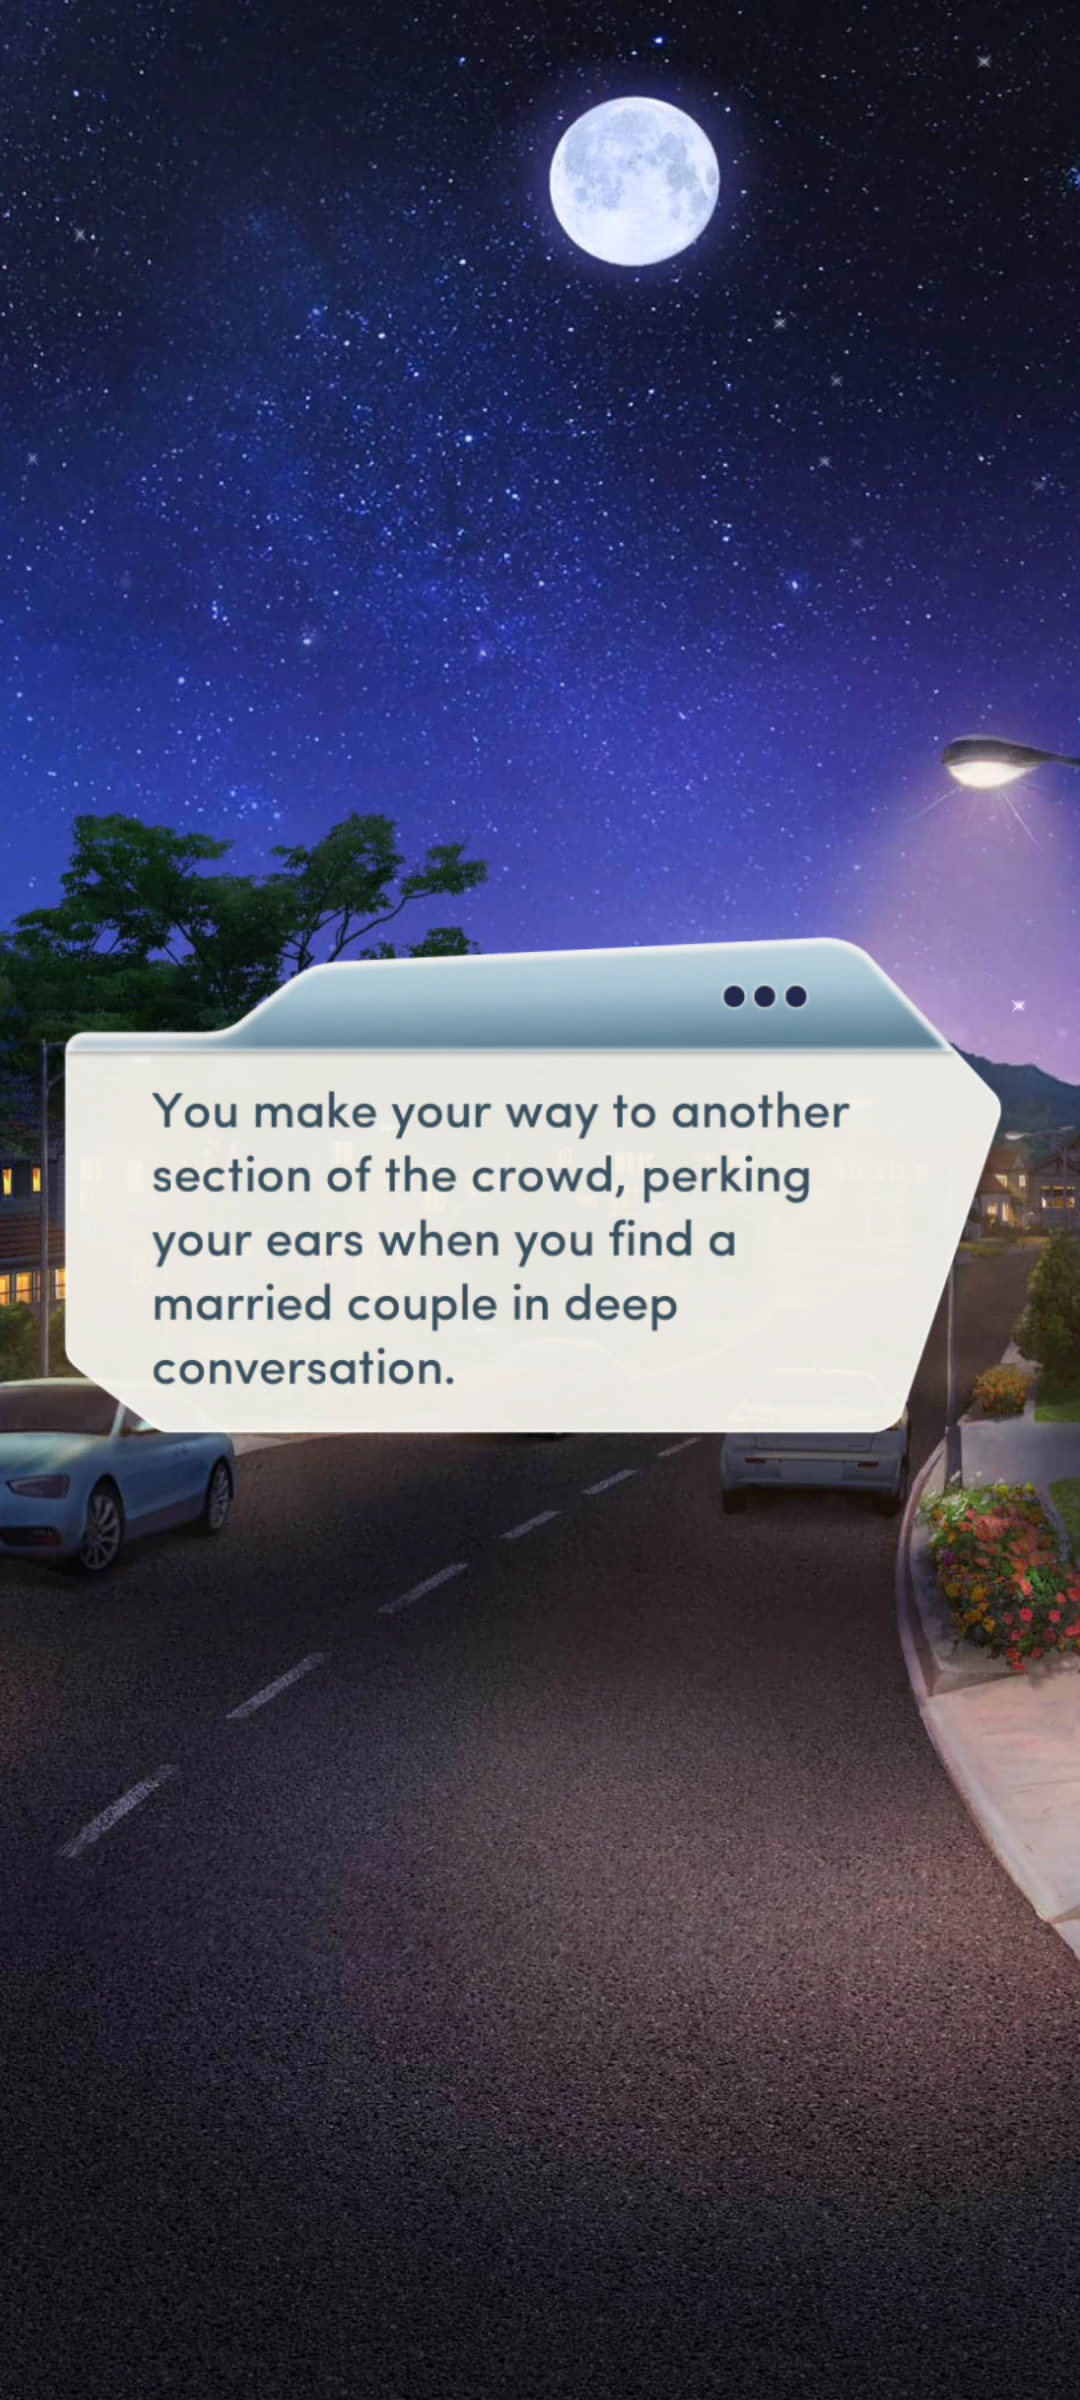 You make your way to another
section of the crowd, perking
your ears when you find a
married couple in deep
conversation.